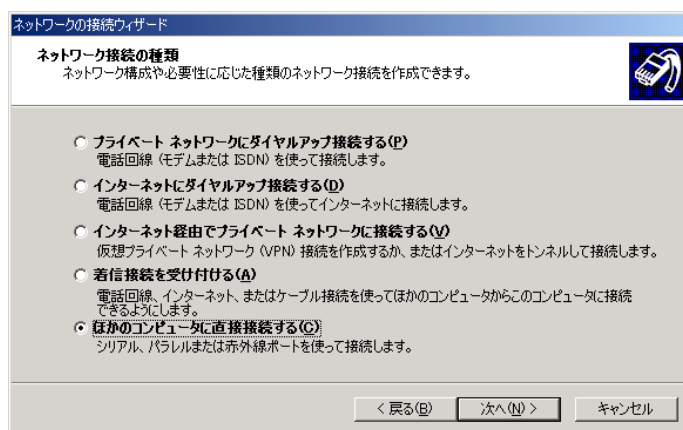 ネットワークの接続ウィザード
ネットワーク接続の種類
ネットワーク構成や必要性に応じた種類のネットワーク接続を作成できます。
プライベート ネットワークにダイヤルアップ接続する(P)
電話回線 (モデムまたは ISDN) を使って接続します。
インターネットにダイヤルアップ接続する(D)
電話回線 (モデムまたは ISDN) を使ってインターネットに接続します。
インターネット経由でプライベート ネットワークに接続する(V)
仮想プライベート ネットワーク (VPN) 接続を作成するか、またはインターネットをトンネルして接続します。
着信接続を受け付ける(A)
電話回線、インターネット、またはケーブル接続を使ってほかのコンピュータからこのコンピュータに接続
できるようにします。
ほかのコンピュータに直接接続する(C)
シリアル、パラレルまたは赤外線ポートを使って接続します。
< 戻る(B) 次へ(N) > キャンセル